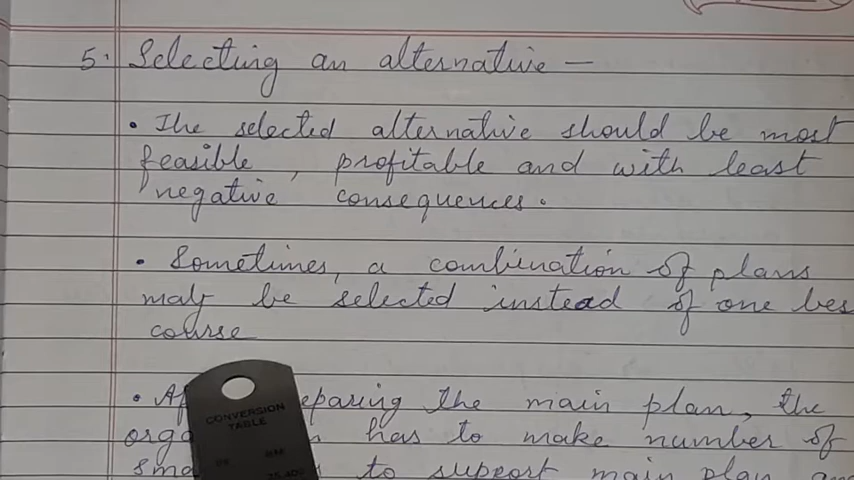 5. Selecting an alternative —
• The selected alternative should be most
feasible, profitable and with least
negative consequences.
• Sometimes, a combination of plans
may be selected instead of one bes
course
• Af eparing the main plan, the
orga n has to make number of
sma to support main plan an
CONVERSION
TABLE